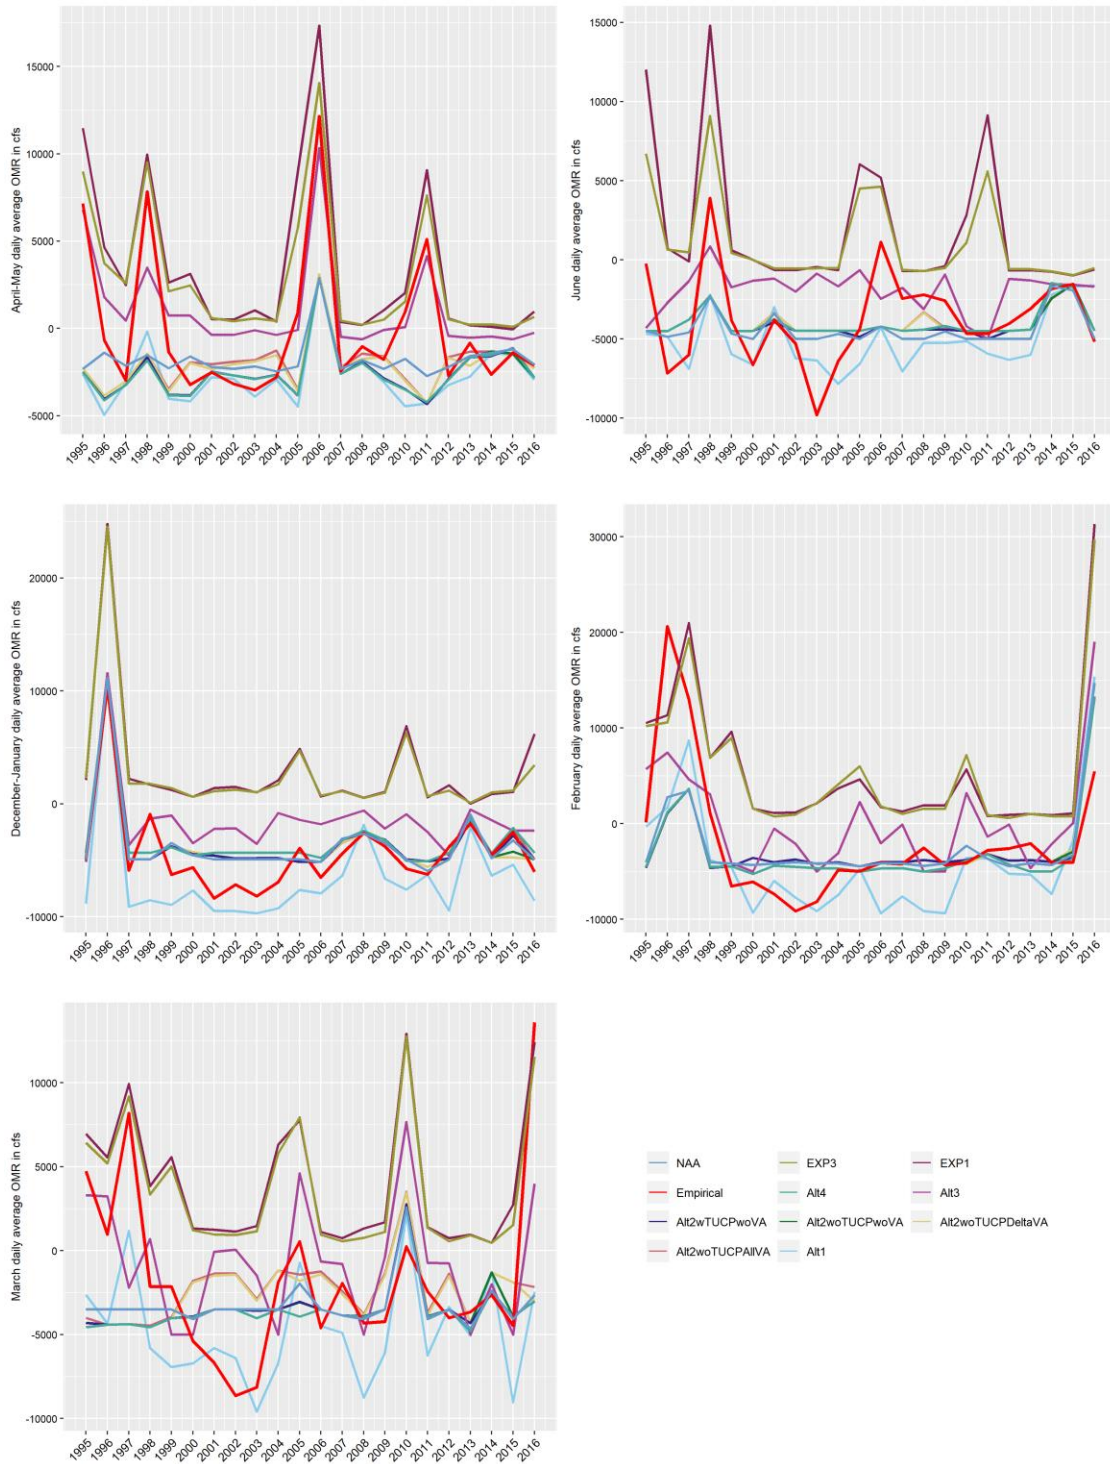 April-May daily average OMR in cfs
15000
10000
5000
0
-5000
1995 1996 1997 1998 1999 2000 2001 2002 2003 2004 2005 2006 2007 2008 2009 2010 2011 2012 2013 2014 2015 2016
June daily average OMR in cfs
15000
10000
5000
0
-5000
-10000
1995 1996 1997 1998 1999 2000 2001 2002 2003 2004 2005 2006 2007 2008 2009 2010 2011 2012 2013 2014 2015 2016
December-January daily average OMR in cfs
20000
10000
0
-10000
1995 1996 1997 1998 1999 2000 2001 2002 2003 2004 2005 2006 2007 2008 2009 2010 2011 2012 2013 2014 2015 2016
February daily average OMR in cfs
30000
20000
10000
0
-10000
1995 1996 1997 1998 1999 2000 2001 2002 2003 2004 2005 2006 2007 2008 2009 2010 2011 2012 2013 2014 2015 2016
March daily average OMR in cfs
10000
5000
0
-5000
-10000
1995 1996 1997 1998 1999 2000 2001 2002 2003 2004 2005 2006 2007 2008 2009 2010 2011 2012 2013 2014 2015 2016
NAA EXP3 EXP1
Empirical Alt4 Alt3
Alt2wTUCPwoVA Alt2woTUCPwoVA Alt2woTUCPDeltaVA
Alt2woTUCPAllVA Alt1